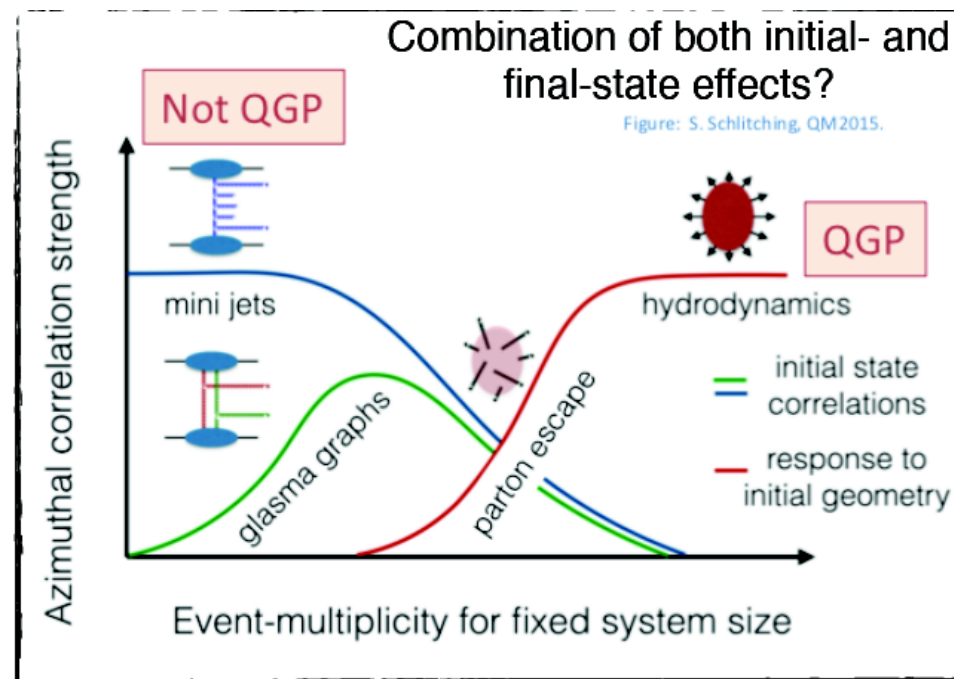 Combination of both initial- and
final-state effects?
Figure: S. Schlitching, QM2015.
Not QGP
QGP
Azimuthal correlation strength
mini jets
hydrodynamics
glasma graphs
parton escape
initial state
correlations
response to
initial geometry
Event-multiplicity for fixed system size